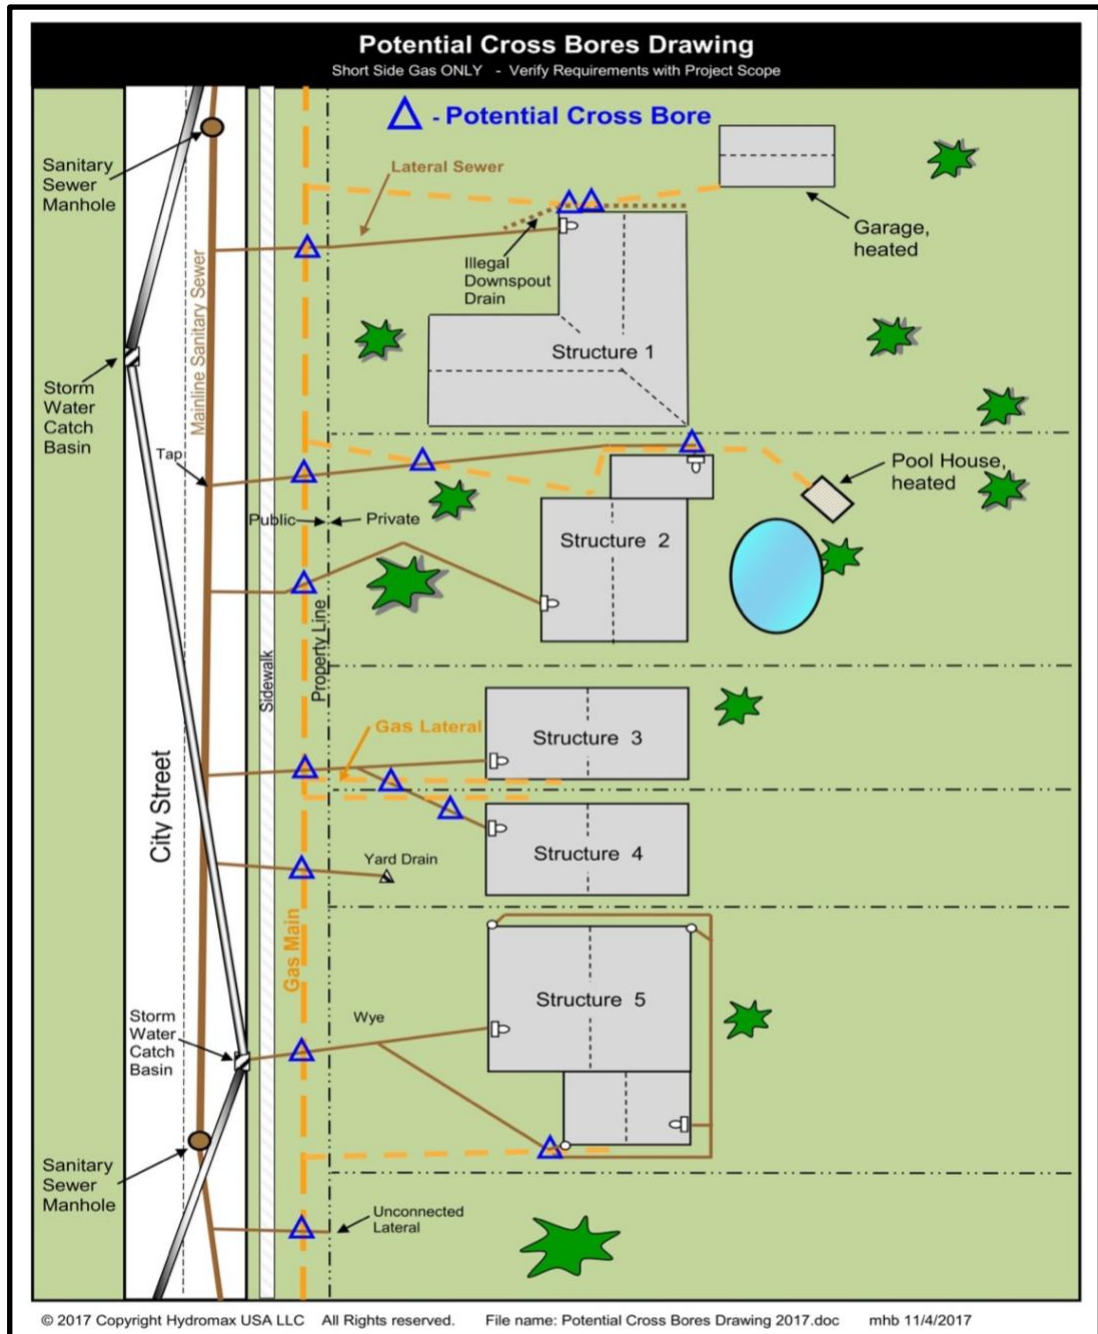 Potential Cross Bores Drawing
Short Side Gas ONLY - Verify Requirements with Project Scope
- Potential Cross Bore
Sanitary
Sewer
Manhole
Lateral Sewer
Garage,
heated
Illegal
Downspout
Drain
Mainline Sanitary Sewer
Structure 1
Storm
Water
Catch
Basin
Tap
Pool House,
heated
Public
Private
Structure 2
Property Line
Sidewalk
Gas Lateral
Structure 3
City Street
Structure 4
Yard Drain
Gas Main
Structure 5
Wye
Storm
Water
Catch
Basin
Sanitary
Sewer
Manhole
Unconnected
Lateral
© 2017 Copyright Hydromax USA LLC All Rights reserved. File name: Potential Cross Bores Drawing 2017.doc mhb 11/4/2017